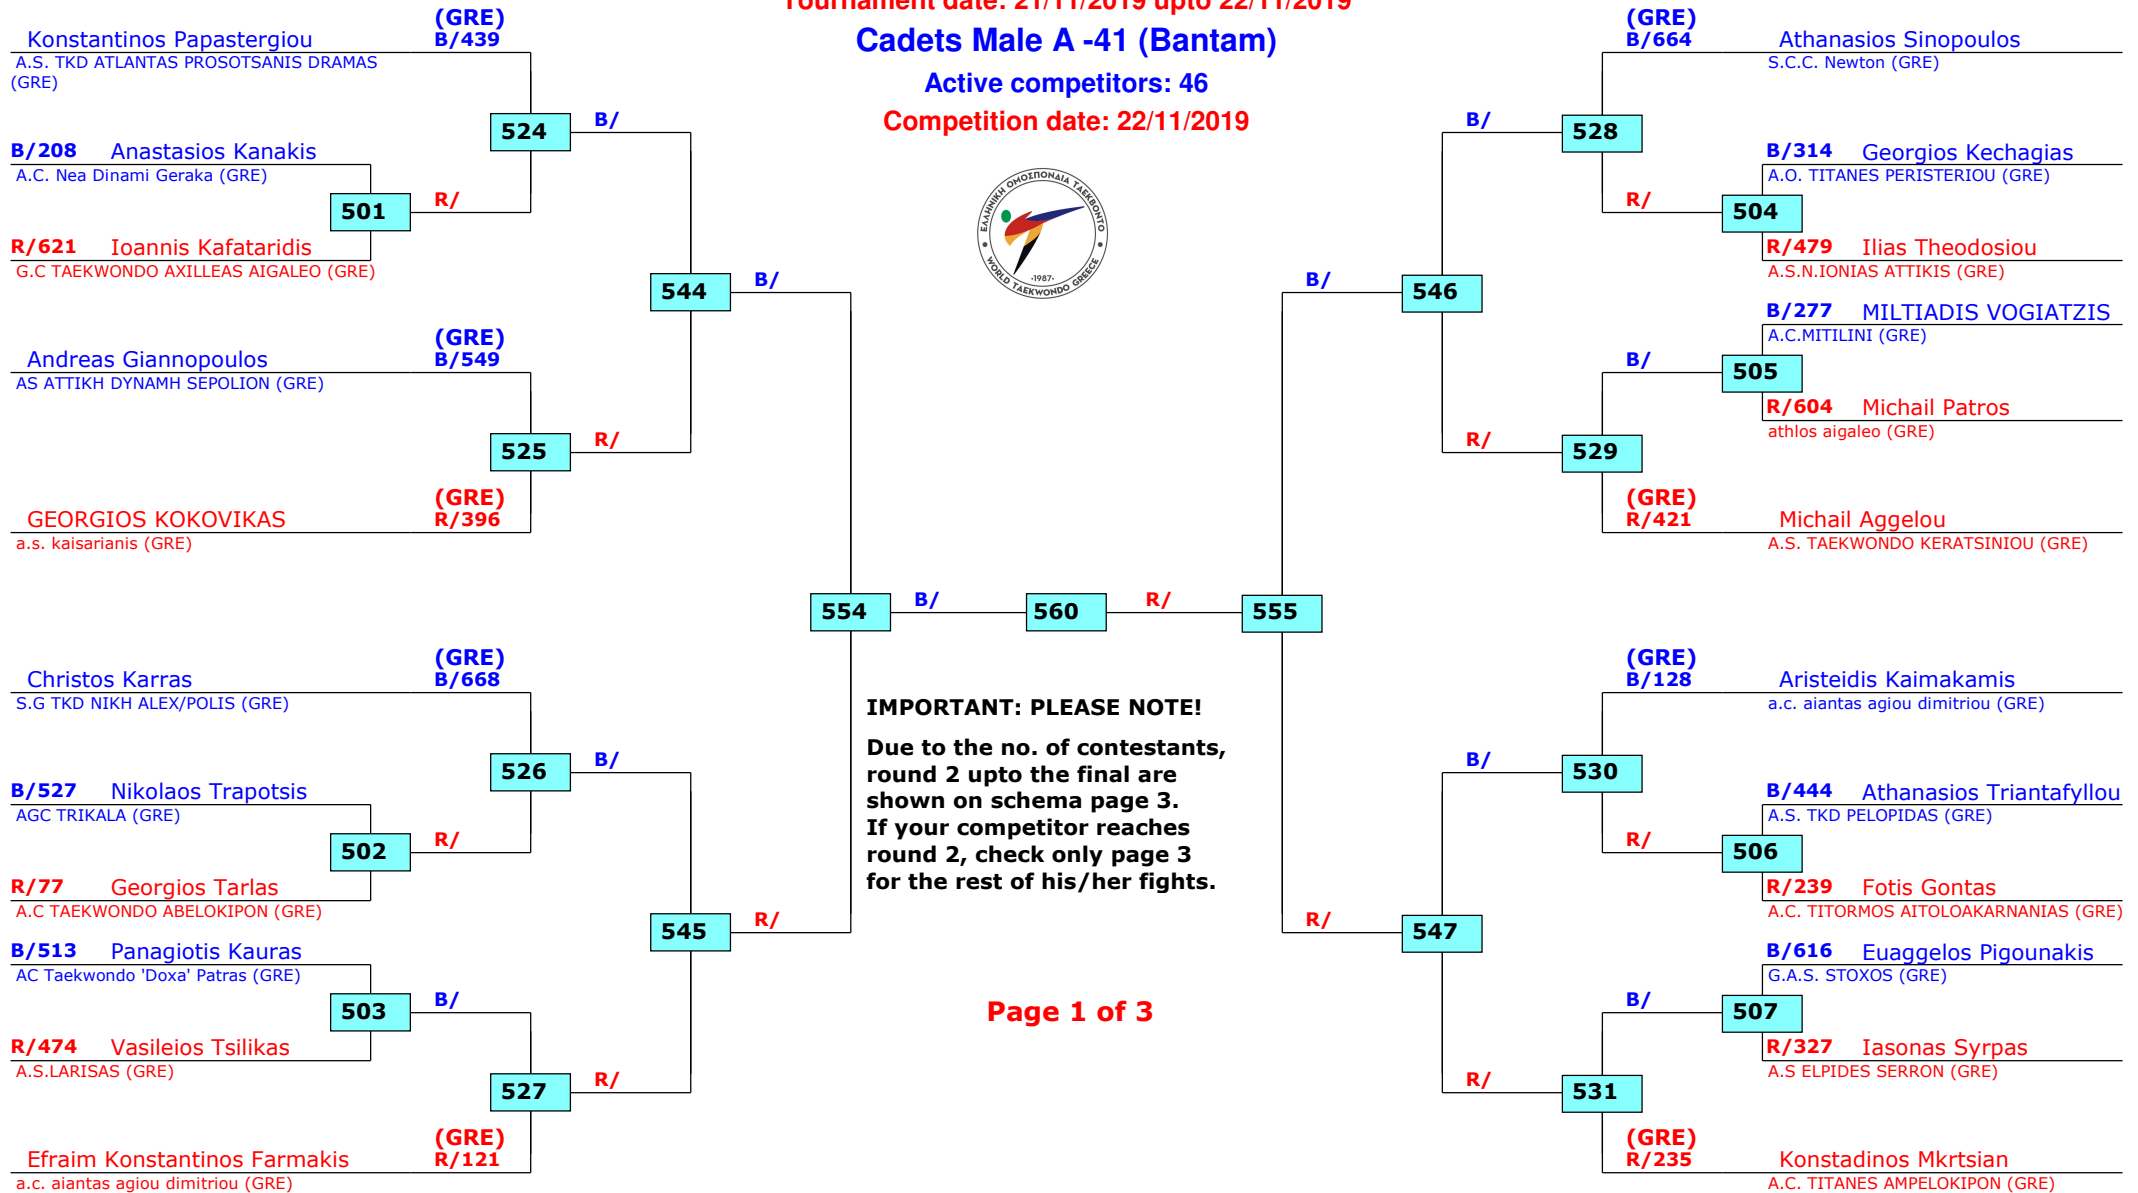 Tournament date: 21/11/2019 upto 22/11/2019
Cadets Male A -41 (Bantam)
Active competitors: 46
Competition date: 22/11/2019
ΕΛΛΗΝΙΚΗ ΟΜΟΣΠΟΝΔΙΑ ΤΑΕΚΒΟΝΤΟ
·1987·
WORLD TAEKWONDO GREECE
(GRE)
Konstantinos Papastergiou B/439
A.S. TKD ATLANTAS PROSOTSANIS DRAMAS
(GRE)
524
B/
B/208 Anastasios Kanakis
A.C. Nea Dinami Geraka (GRE)
501
R/
R/621 Ioannis Kafataridis
G.C TAEKWONDO AXILLEAS AIGALEO (GRE)
544
B/
(GRE)
Andreas Giannopoulos B/549
AS ATTIKH DYNAMH SEPOLION (GRE)
525
R/
(GRE)
GEORGIOS KOKOVIKAS R/396
a.s. kaisarianis (GRE)
554
B/
560
R/
555
(GRE)
Christos Karras B/668
S.G TKD NIKH ALEX/POLIS (GRE)
526
B/
B/527 Nikolaos Trapotsis
AGC TRIKALA (GRE)
502
R/
R/77 Georgios Tarlas
A.C TAEKWONDO ABELOKIPON (GRE)
545
R/
B/513 Panagiotis Kauras
AC Taekwondo 'Doxa' Patras (GRE)
503
B/
R/474 Vasileios Tsilikas
A.S.LARISAS (GRE)
527
R/
(GRE)
Efraim Konstantinos Farmakis R/121
a.c. aiantas agiou dimitriou (GRE)
IMPORTANT: PLEASE NOTE!
Due to the no. of contestants,
round 2 upto the final are
shown on schema page 3.
If your competitor reaches
round 2, check only page 3
for the rest of his/her fights.
Page 1 of 3
(GRE)
B/664 Athanasios Sinopoulos
S.C.C. Newton (GRE)
B/
528
B/314 Georgios Kechagias
A.O. TITANES PERISTERIOU (GRE)
R/
504
R/479 Ilias Theodosiou
A.S.N.IONIAS ATTIKIS (GRE)
B/
546
B/277 MILTIADIS VOGIATZIS
A.C.MITILINI (GRE)
B/
505
R/604 Michail Patros
athlos aigaleo (GRE)
R/
529
(GRE)
R/421 Michail Aggelou
A.S. TAEKWONDO KERATSINIOU (GRE)
(GRE)
B/128 Aristeidis Kaimakamis
a.c. aiantas agiou dimitriou (GRE)
B/
530
B/444 Athanasios Triantafyllou
A.S. TKD PELOPIDAS (GRE)
R/
506
R/239 Fotis Gontas
A.C. TITORMOS AITOLOAKARNANIAS (GRE)
R/
547
B/616 Euaggelos Pigounakis
G.A.S. STOXOS (GRE)
B/
507
R/327 Iasonas Syrpas
A.S ELPIDES SERRON (GRE)
R/
531
(GRE)
R/235 Konstadinos Mkrtsian
A.C. TITANES AMPELOKIPON (GRE)